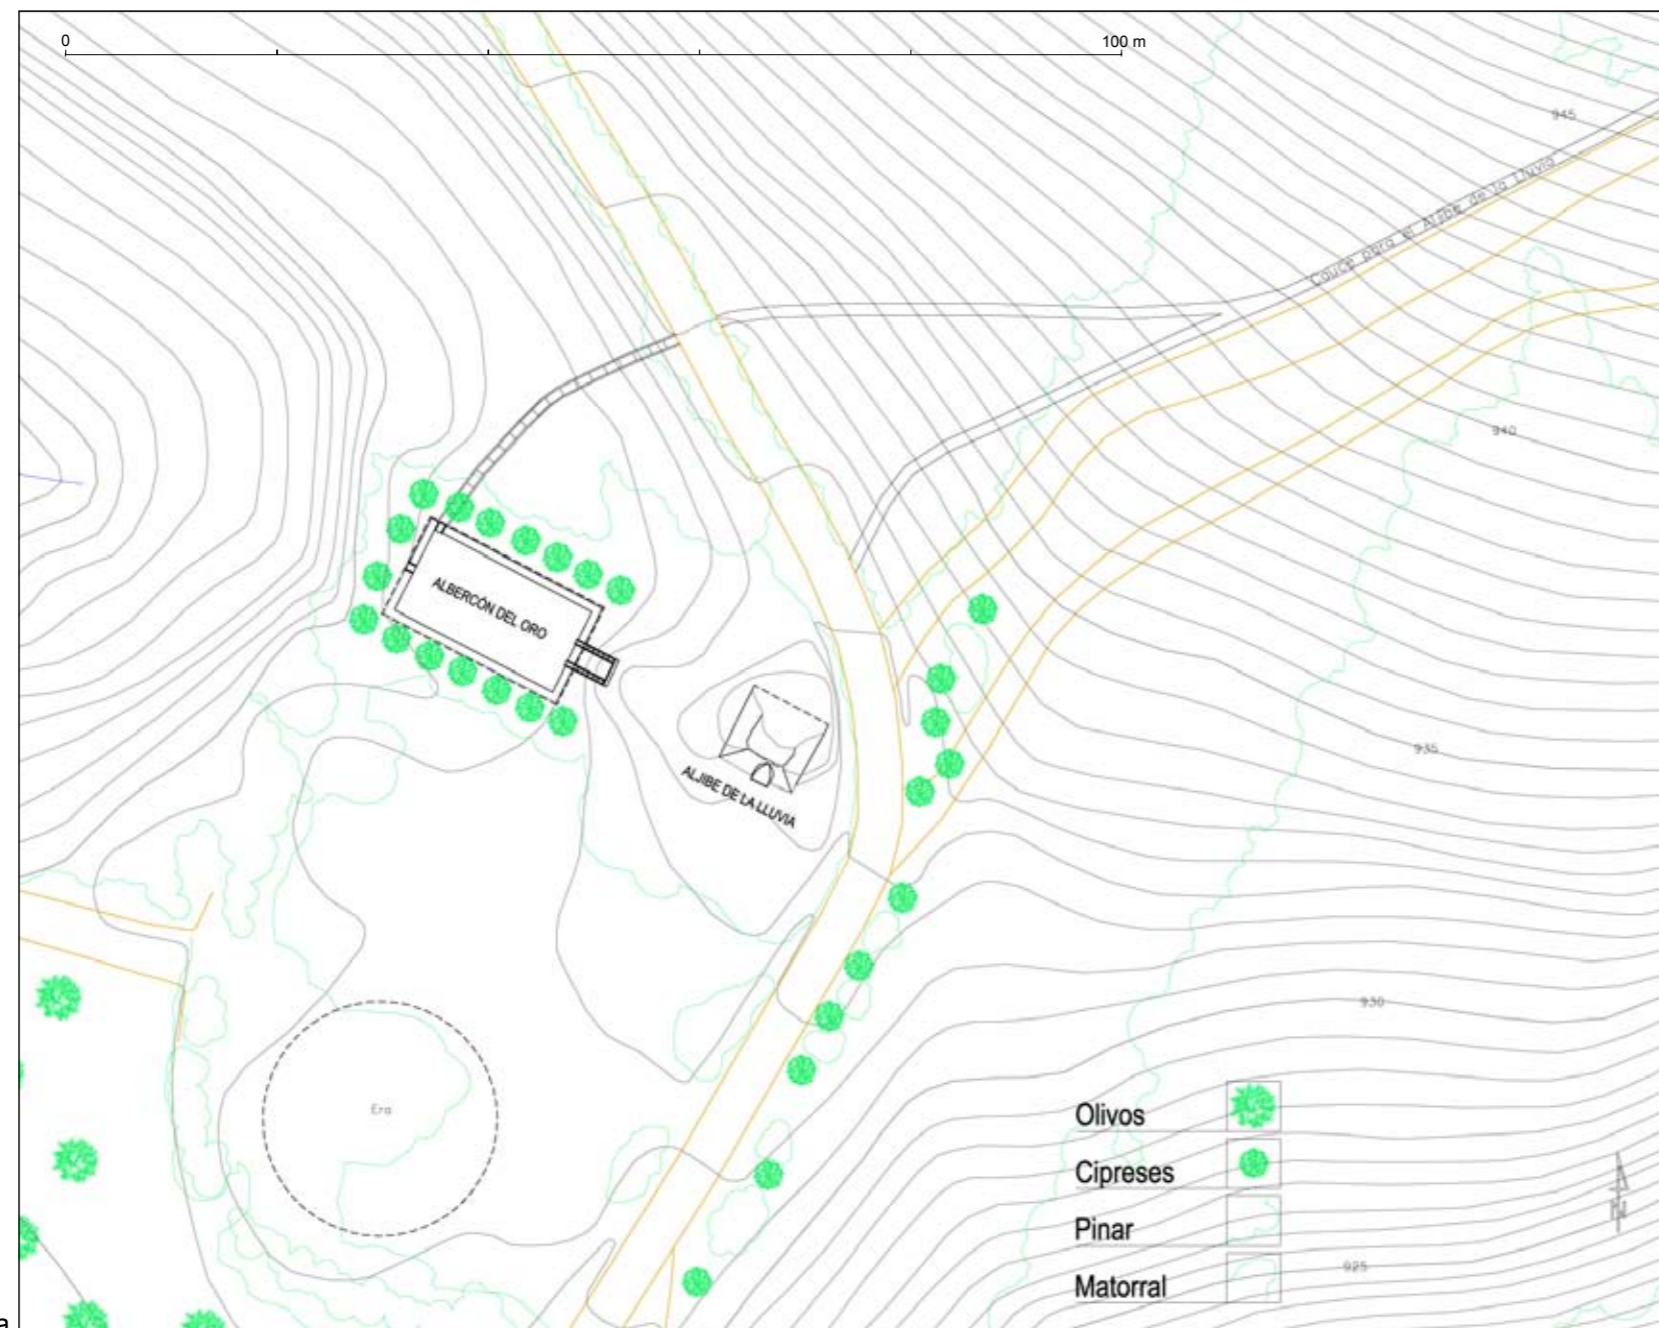 0
100 m
945
Cauce para el Aljibe de la Lluvia
940
ALBERCÓN DEL ORO
935
ALJIBE DE LA LLUVIA
930
Era
Olivos
Cipreses
Pinar
Matorral
N
925
a